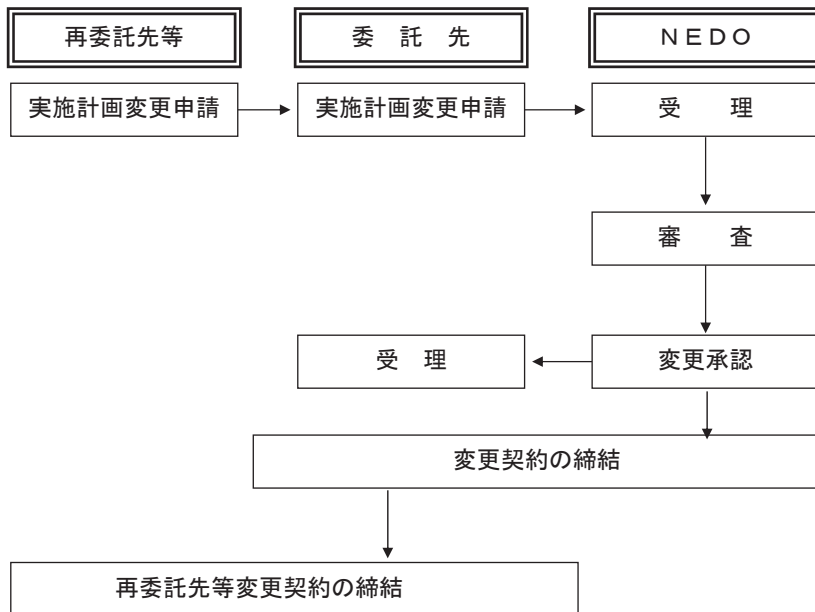 再委託先等
委 託 先
ＮＥＤＯ
実施計画変更申請
実施計画変更申請
受 理
審 査
受 理
変更承認
変更契約の締結
再委託先等変更契約の締結